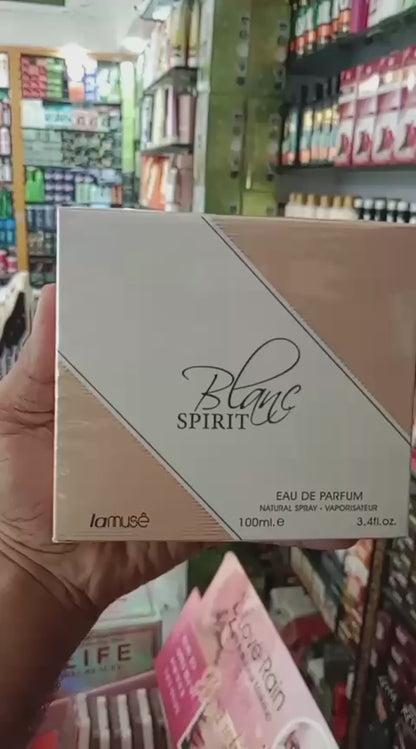 Blanc
SPIRIT
EAU DE PARFUM
NATURAL SPRAY - VAPORISATEUR
lamusê
100ml. e
3.4fl.oz.
Love Rain
LIFE